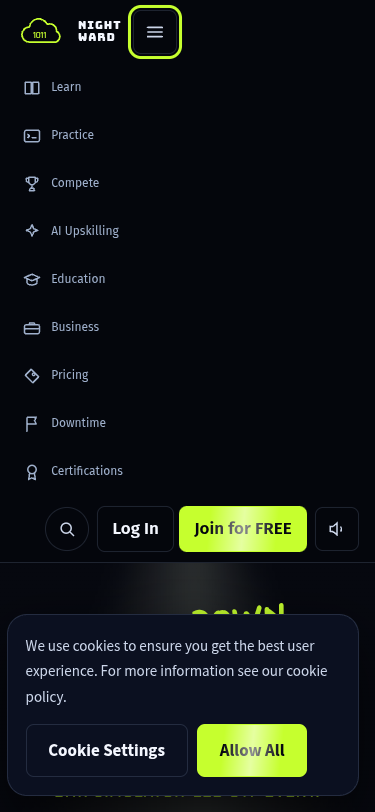 1011
NIGHT
WARD
Learn
Practice
Compete
AI Upskilling
Education
Business
Pricing
Downtime
Certifications
Log In
Join for FREE
We use cookies to ensure you get the best user
experience. For more information see our cookie
policy.
Cookie Settings
Allow All